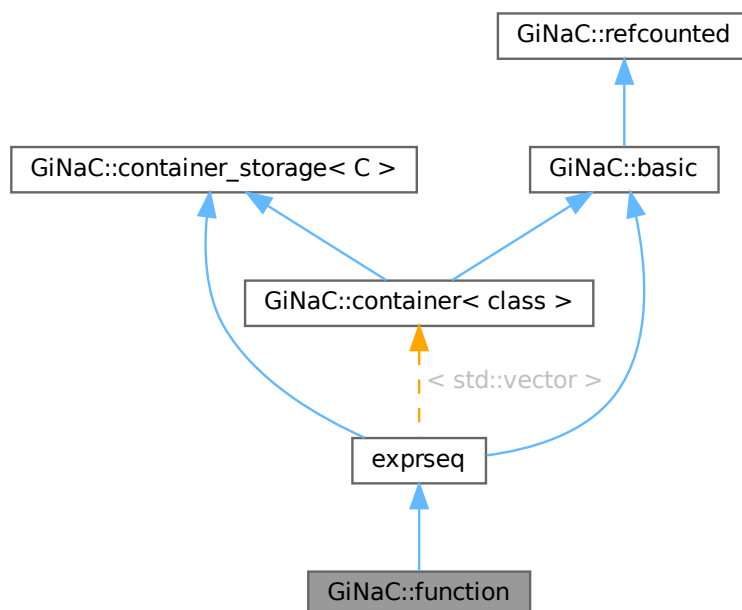 GiNaC::refcounted
GiNaC::container_storage< C >
GiNaC::basic
GiNaC::container< class >
< std::vector >
exprseq
GiNaC::function